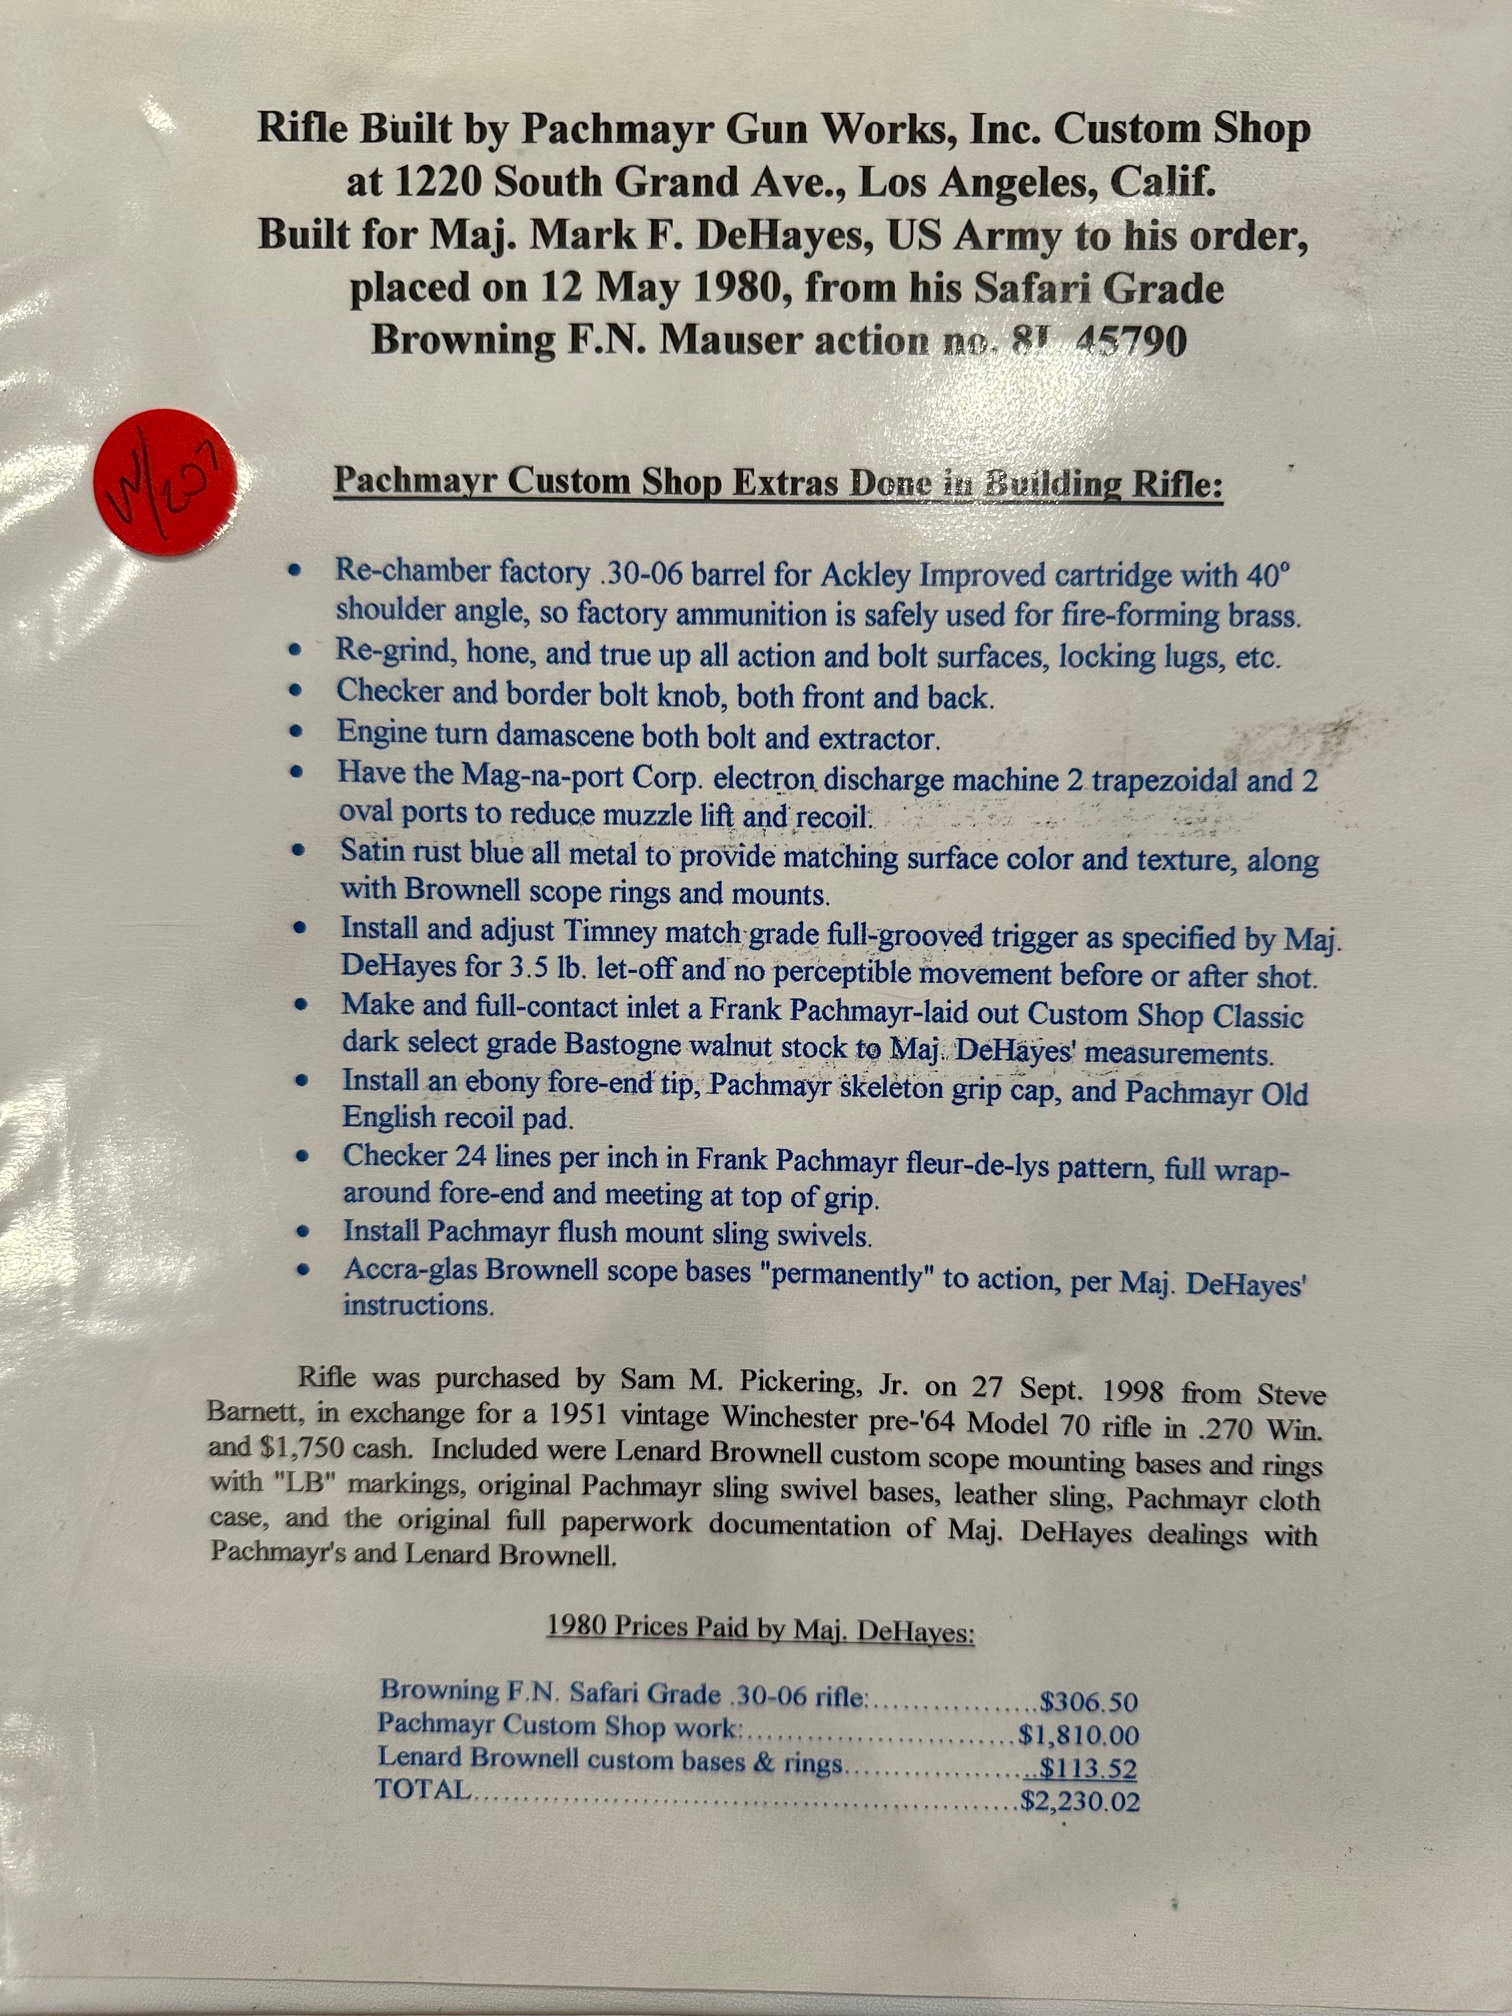 Rifle Built by Pachmayr Gun Works, Inc. Custom Shop
at 1220 South Grand Ave., Los Angeles, Calif.
Built for Maj. Mark F. DeHayes, US Army to his order,
placed on 12 May 1980, from his Safari Grade
Browning F.N. Mauser action no. 8L 45790
W/207
Pachmayr Custom Shop Extras Done in Building Rifle:
• Re-chamber factory .30-06 barrel for Ackley Improved cartridge with 40°
shoulder angle, so factory ammunition is safely used for fire-forming brass.
• Re-grind, hone, and true up all action and bolt surfaces, locking lugs, etc.
• Checker and border bolt knob, both front and back.
• Engine turn damascene both bolt and extractor.
• Have the Mag-na-port Corp. electron discharge machine 2 trapezoidal and 2
oval ports to reduce muzzle lift and recoil.
• Satin rust blue all metal to provide matching surface color and texture, along
with Brownell scope rings and mounts.
• Install and adjust Timney match grade full-grooved trigger as specified by Maj.
DeHayes for 3.5 lb. let-off and no perceptible movement before or after shot.
• Make and full-contact inlet a Frank Pachmayr-laid out Custom Shop Classic
dark select grade Bastogne walnut stock to Maj. DeHayes' measurements.
• Install an ebony fore-end tip, Pachmayr skeleton grip cap, and Pachmayr Old
English recoil pad.
• Checker 24 lines per inch in Frank Pachmayr fleur-de-lys pattern, full wrap-
around fore-end and meeting at top of grip.
• Install Pachmayr flush mount sling swivels.
• Accra-glas Brownell scope bases "permanently" to action, per Maj. DeHayes'
instructions.
Rifle was purchased by Sam M. Pickering, Jr. on 27 Sept. 1998 from Steve
Barnett, in exchange for a 1951 vintage Winchester pre-'64 Model 70 rifle in .270 Win.
and $1,750 cash. Included were Lenard Brownell custom scope mounting bases and rings
with "LB" markings, original Pachmayr sling swivel bases, leather sling, Pachmayr cloth
case, and the original full paperwork documentation of Maj. DeHayes dealings with
Pachmayr's and Lenard Brownell.
1980 Prices Paid by Maj. DeHayes:
Browning F.N. Safari Grade .30-06 rifle:..................$306.50
Pachmayr Custom Shop work:.............................$1,810.00
Lenard Brownell custom bases & rings.....................$113.52
TOTAL..........................................................$2,230.02